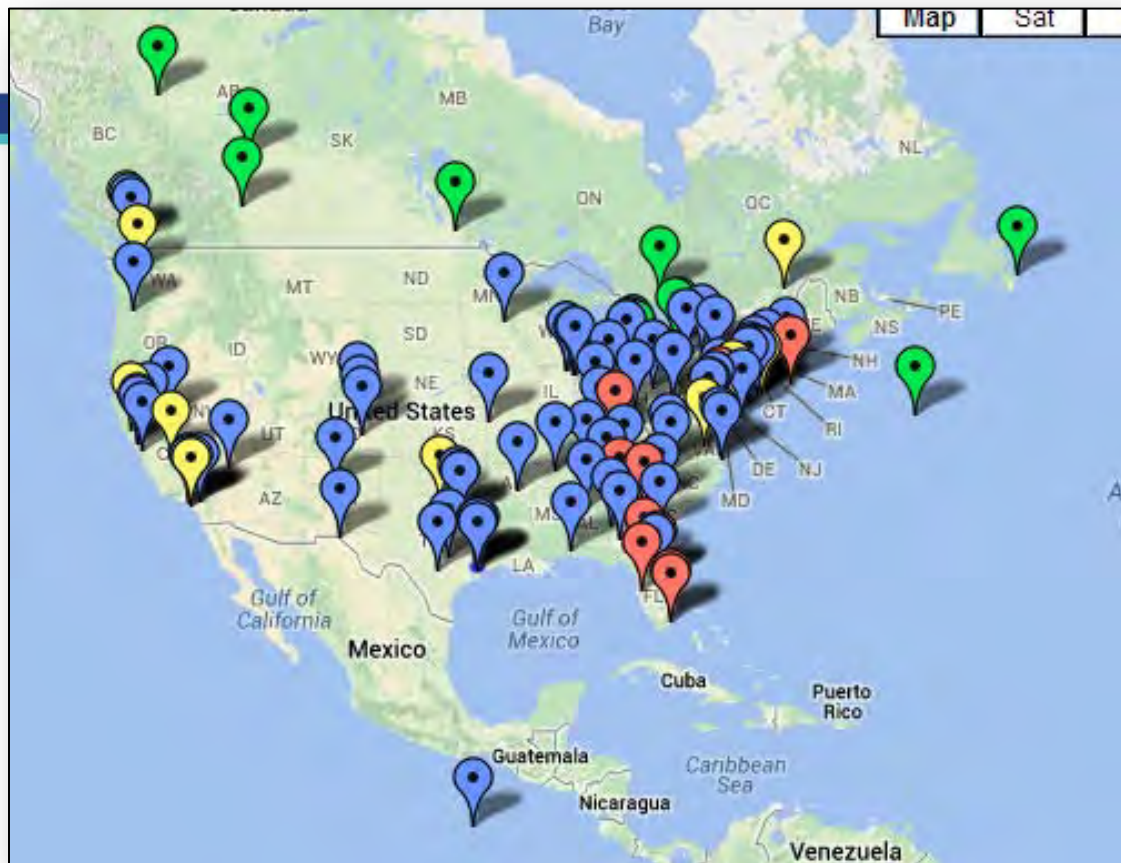 Bay
Map
Sat
AB
MB
BC
SK
NL
ON
QC
WA
MT
ND
NB
PE
NS
OR
ID
WY
SD
NH
MA
NE
IL
CT
RI
United States
UT
KS
VA
DE
NJ
AZ
MD
MS
AL
LA
FL
Gulf of
California
Gulf of
Mexico
Mexico
Cuba
Puerto
Rico
Guatemala
Caribbean
Sea
Nicaragua
Venezuela